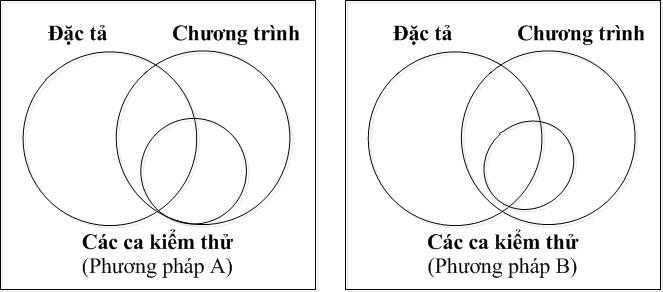 Đặc tả Chương trình
Các ca kiểm thử
(Phương pháp A)
Đặc tả Chương trình
Các ca kiểm thử
(Phương pháp B)